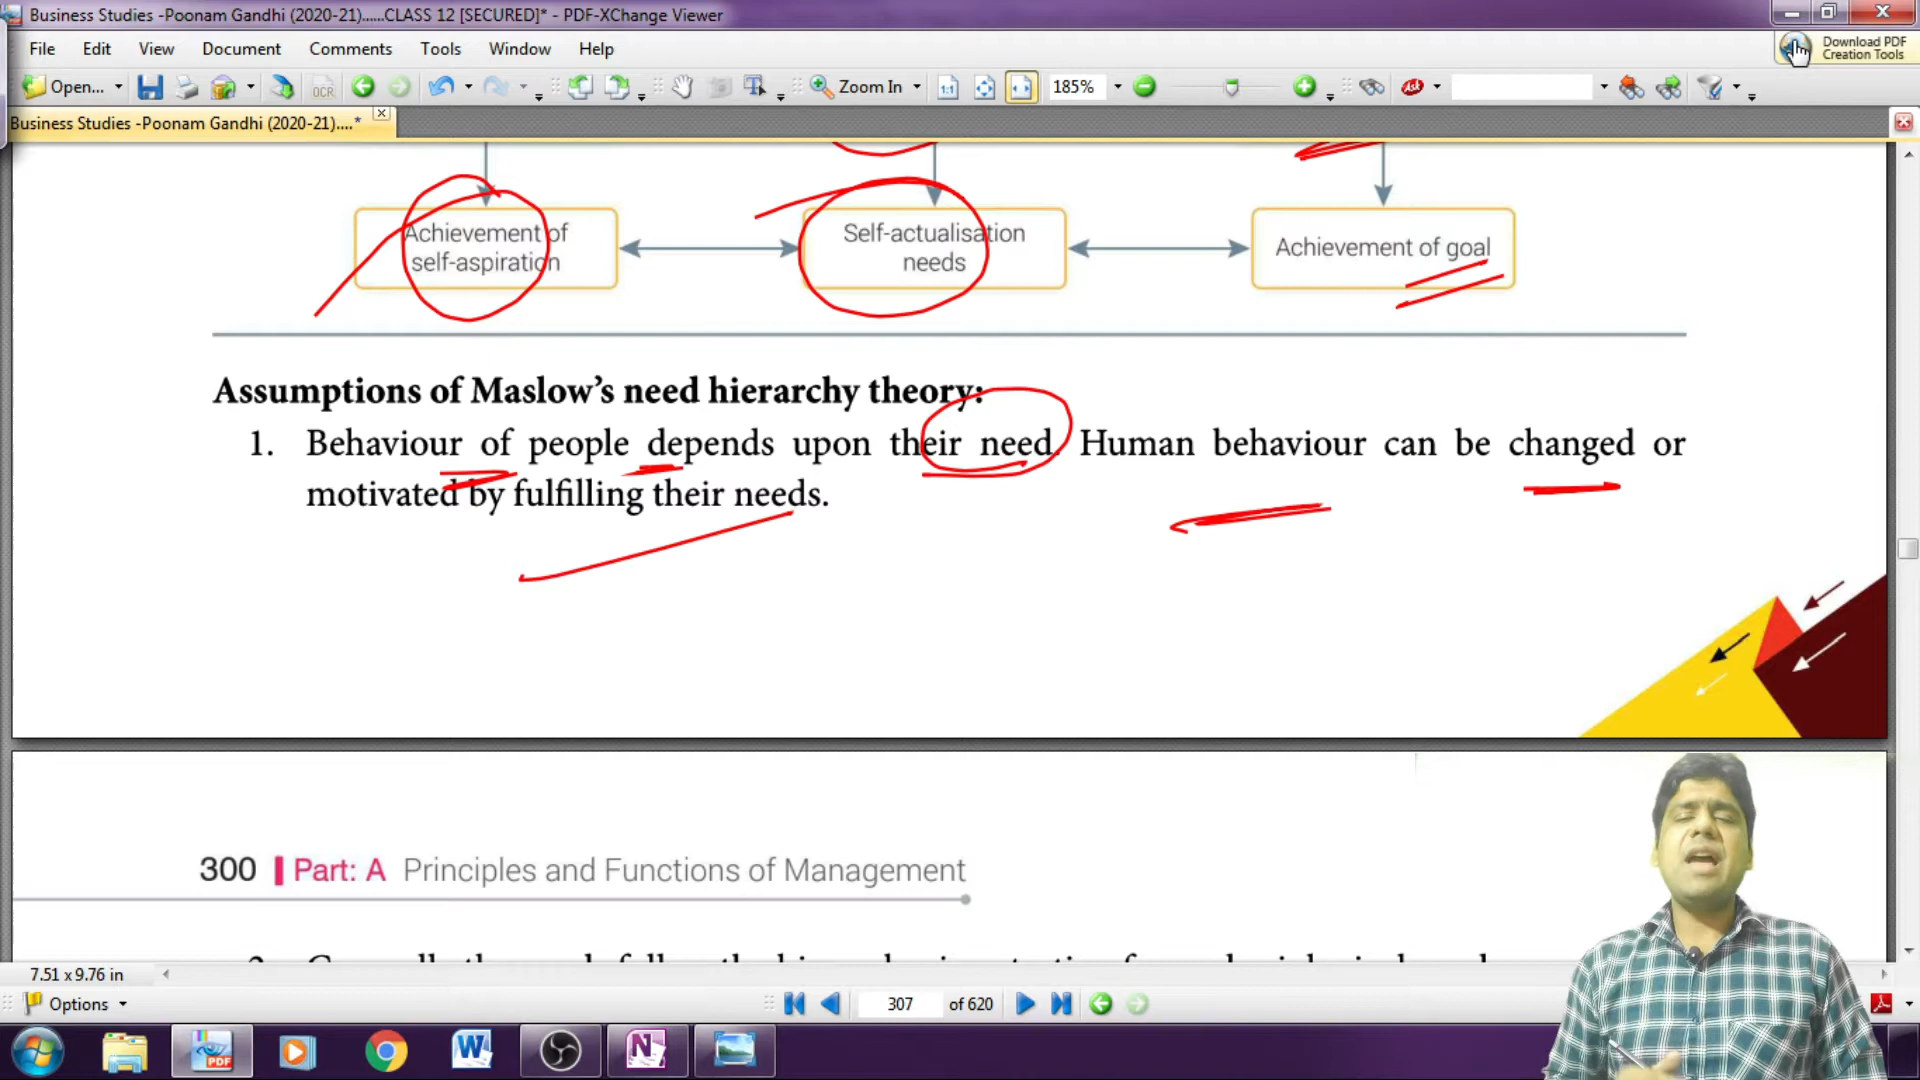 Business Studies -Poonam Gandhi (2020-21)......CLASS 12 [SECURED]* - PDF-XChange Viewer
File Edit View Document Comments Tools Window Help
Download PDF
Creation Tools
Open... OCR Zoom In 1:1 185%
Business Studies -Poonam Gandhi (2020-21)....*
Achievement of
self-aspiration
Self-actualisation
needs
Achievement of goal
Assumptions of Maslow's need hierarchy theory:
1. Behaviour of people depends upon their need. Human behaviour can be changed or
motivated by fulfilling their needs.
300 Part: A Principles and Functions of Management
7.51 x 9.76 in
Options 307 of 620
PDF W N